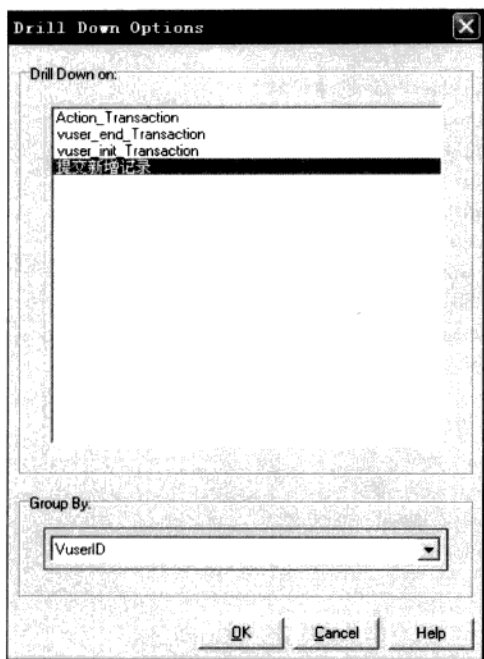 Drill Down Options
Drill Down on:
Action_Transaction
vuser_end_Transaction
vuser_init_Transaction
提交新增记录
Group By:
VuserID
OK Cancel Help